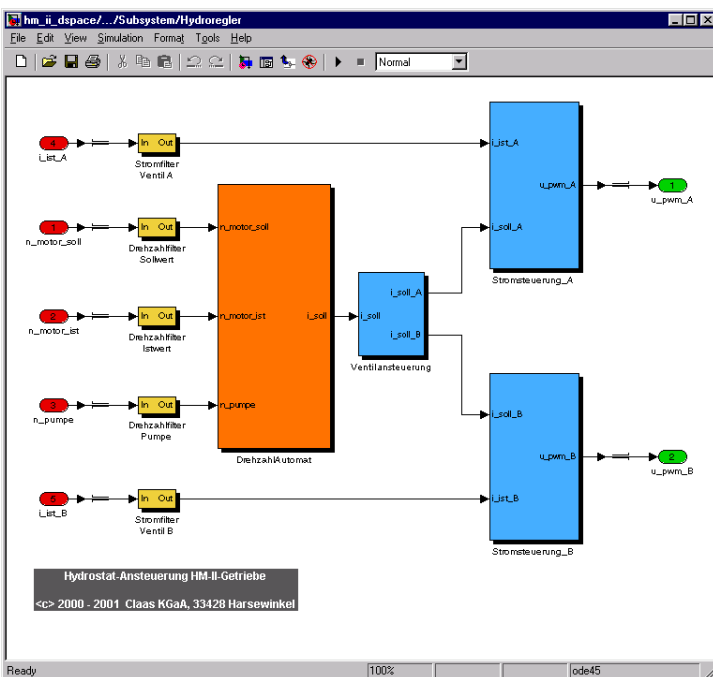 hm_ii_dspace/.../Subsystem/Hydroregler
File Edit View Simulation Format Tools Help
Normal
4
i_ist_A
In Out
Stromfilter
Ventil A
i_ist_A
u_pwm_A
i_soll_A
Stromsteuerung_A
1
u_pwm_A
1
n_motor_soll
In Out
Drehzahlfilter
Sollwert
n_motor_soll
2
n_motor_ist
In Out
Drehzahlfilter
Istwert
n_motor_ist
i_soll
3
n_pumpe
In Out
Drehzahlfilter
Pumpe
n_pumpe
DrehzahlAutomat
i_soll_A
i_soll
i_soll_B
Ventilansteuerung
i_soll_B
u_pwm_B
i_ist_B
Stromsteuerung_B
2
u_pwm_B
5
i_ist_B
In Out
Stromfilter
Ventil B
Hydrostat-Ansteuerung HM-II-Getriebe
<c> 2000 - 2001 Claas KGaA, 33428 Harsewinkel
Ready 100% ode45